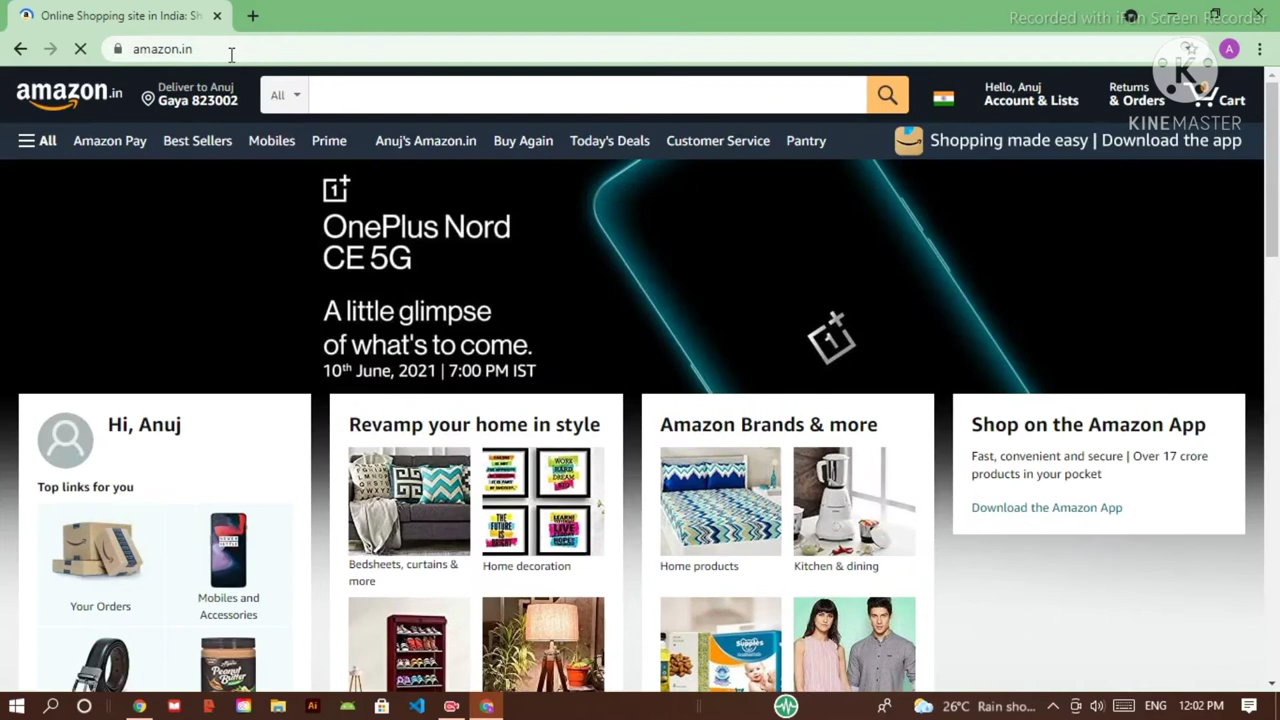 Online Shopping site in India: Sh
Recorded with iFun Screen Recorder
amazon.in
A
K
KINEMASTER
amazon.in
Deliver to Anuj
Gaya 823002
All
Hello, Anuj
Account & Lists
Returns
& Orders
0
Cart
All
Amazon Pay
Best Sellers
Mobiles
Prime
Anuj's Amazon.in
Buy Again
Today's Deals
Customer Service
Pantry
Shopping made easy | Download the app
OnePlus Nord
CE 5G
A little glimpse
of what's to come.
10th June, 2021 | 7:00 PM IST
Hi, Anuj
Top links for you
Your Orders
Mobiles and
Accessories
Revamp your home in style
Bedsheets, curtains &
more
Home decoration
Amazon Brands & more
Home products
Kitchen & dining
Shop on the Amazon App
Fast, convenient and secure | Over 17 crore
products in your pocket
Download the Amazon App
26°C Rain sho...
ENG
12:02 PM